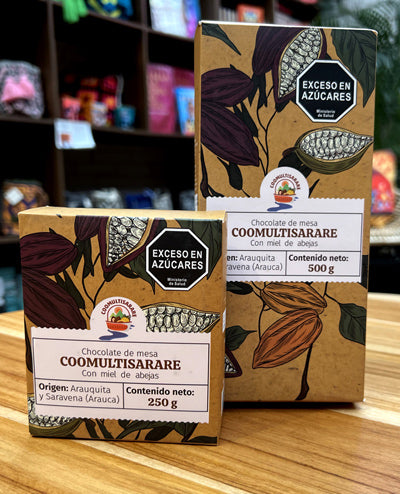 EXCESO EN
AZÚCARES
Ministerio
de Salud
COOMULTISARARE
Chocolate de mesa
COOMULTISARARE
Con miel de abejas
en: Arauquita
ravena (Arauca)
Contenido neto:
500 g
EXCESO EN
AZÚCARES
Ministerio
de Salud
COOMULTISARARE
Chocolate de mesa
COOMULTISARARE
Con miel de abejas
Origen: Arauquita
y Saravena (Arauca)
Contenido neto:
250 g